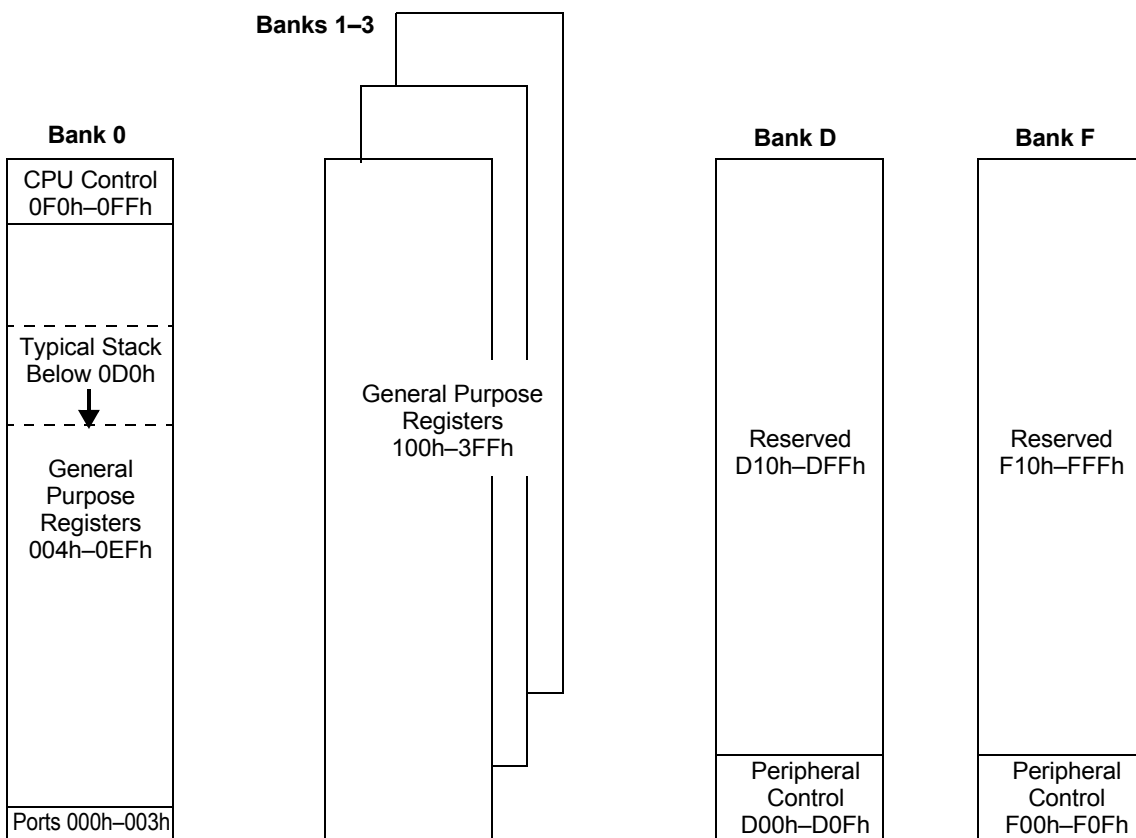 Banks 1–3
Bank 0
CPU Control
0F0h–0FFh
Typical Stack
Below 0D0h
General
Purpose
Registers
004h–0EFh
Ports 000h–003h
General Purpose
Registers
100h–3FFh
Bank D
Reserved
D10h–DFFh
Peripheral
Control
D00h–D0Fh
Bank F
Reserved
F10h–FFFh
Peripheral
Control
F00h–F0Fh